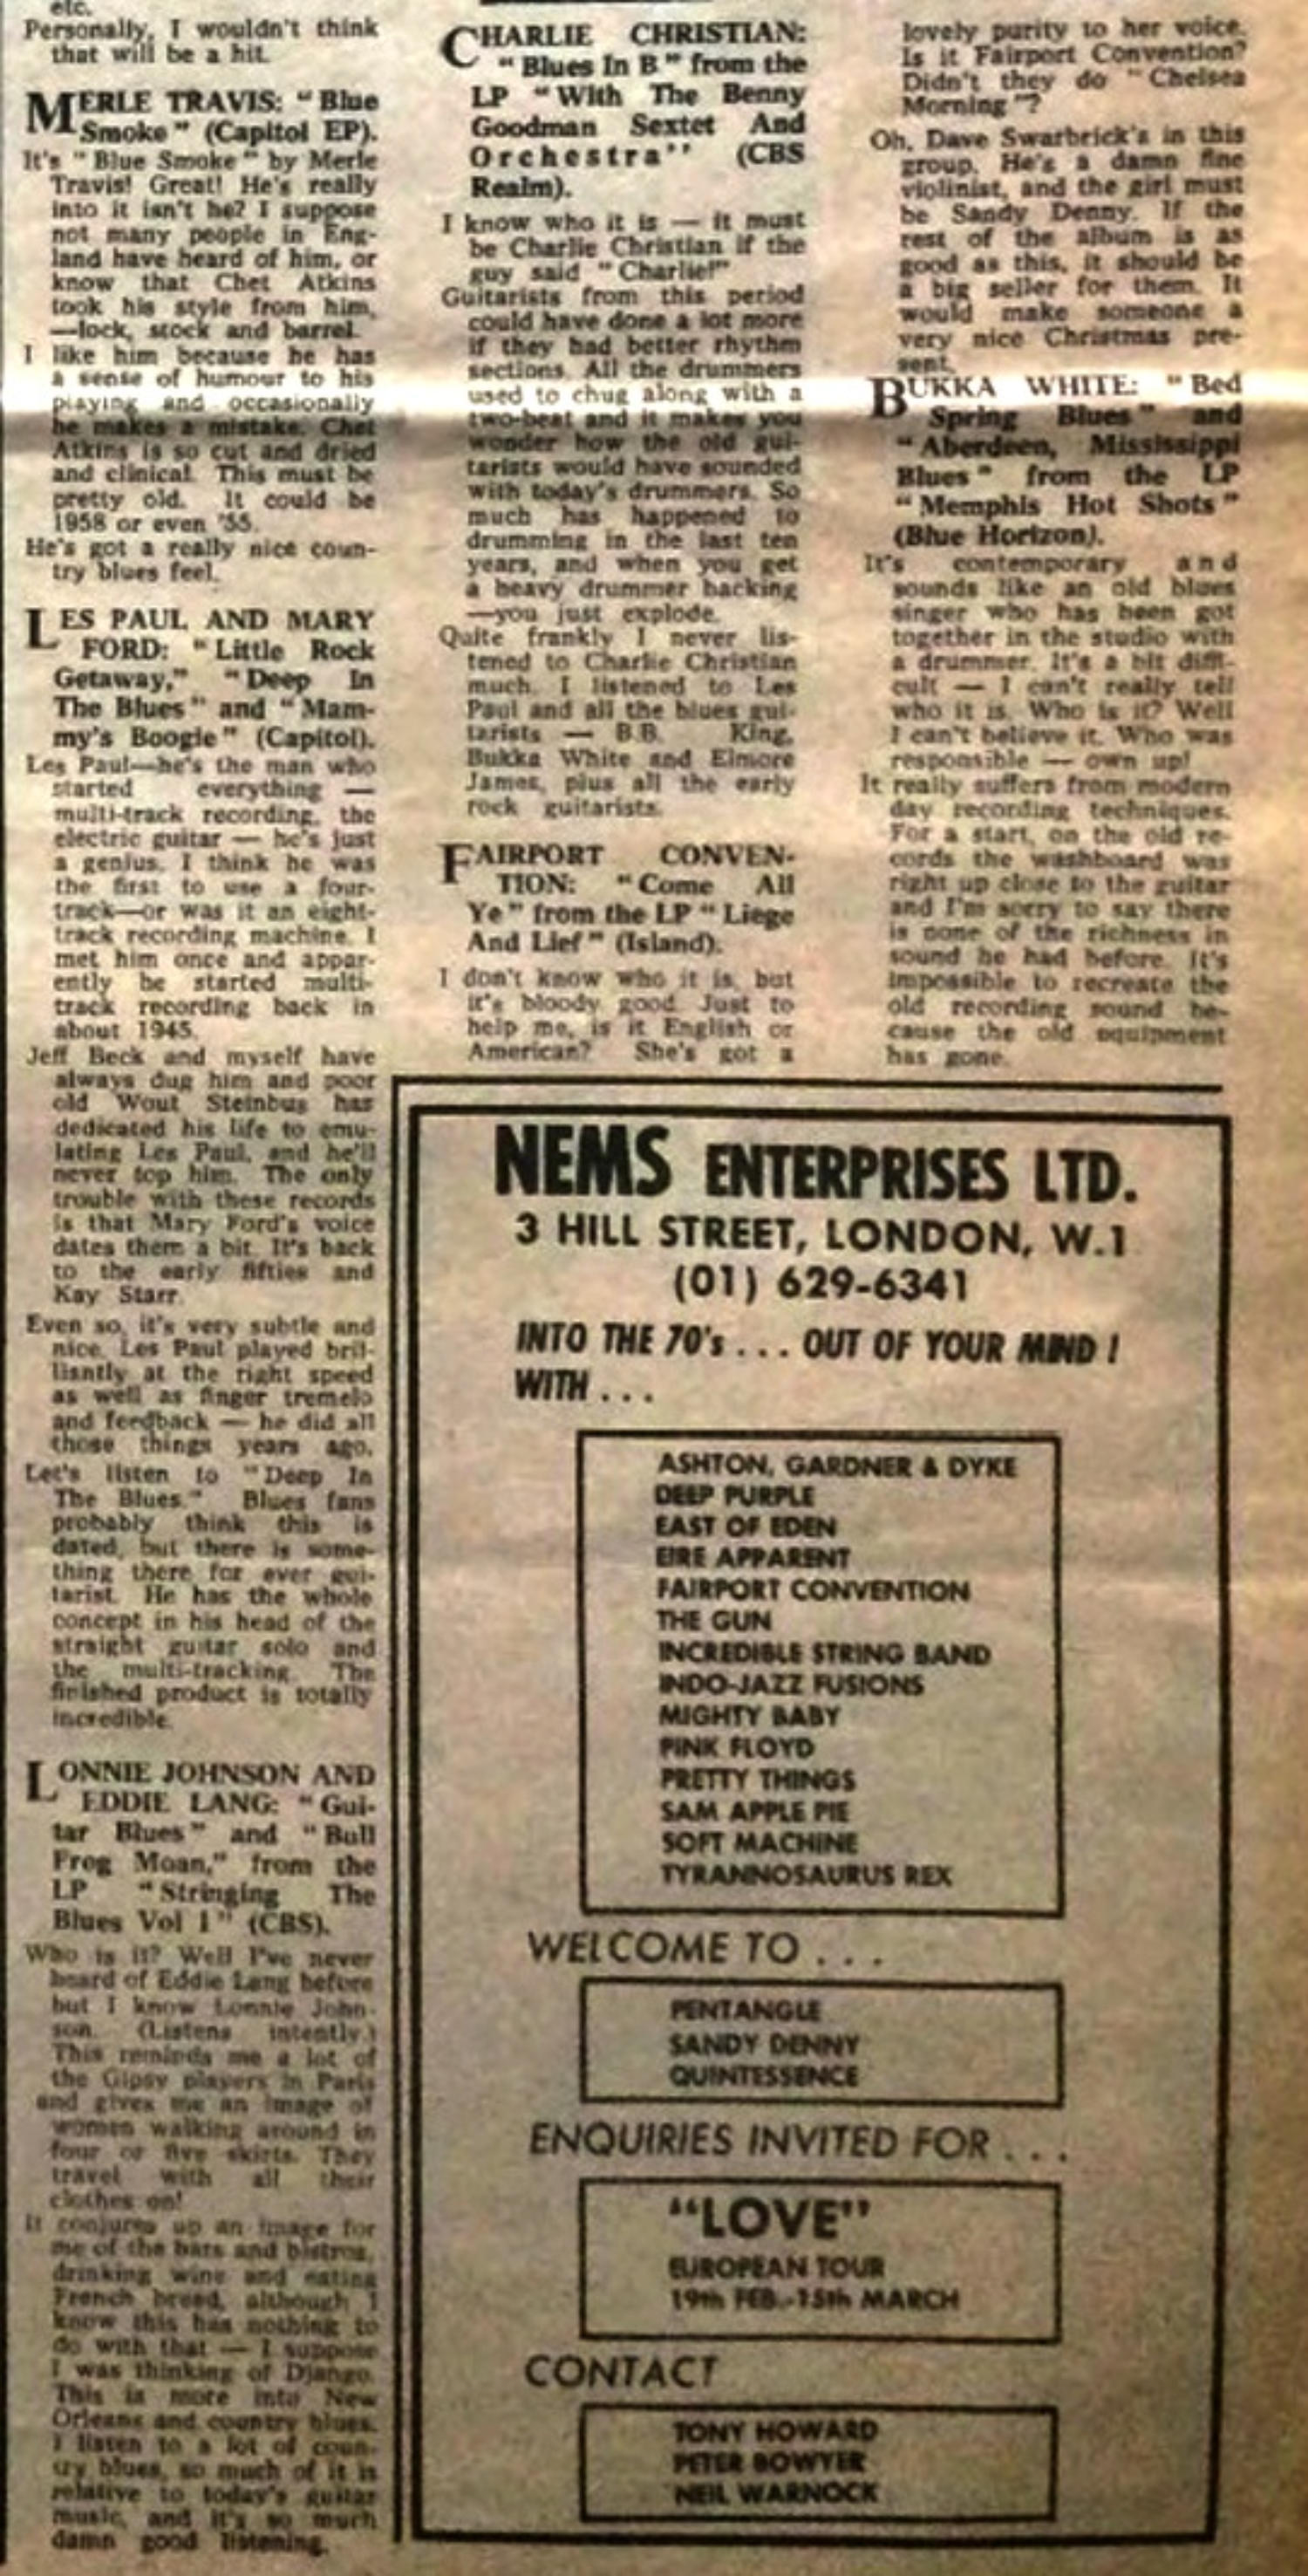 etc.
Personally, I wouldn't think
that will be a hit.
MERLE TRAVIS: "Blue
Smoke" (Capitol EP).
It's "Blue Smoke" by Merle
Travis! Great! He's really
into it isn't he? I suppose
not many people in Eng-
land have heard of him, or
know that Chet Atkins
took his style from him,
—lock, stock and barrel.
I like him because he has
a sense of humour to his
playing and occasionally
he makes a mistake. Chet
Atkins is so cut and dried
and clinical. This must be
pretty old. It could be
1958 or even '55.
He's got a really nice coun-
try blues feel.
LES PAUL AND MARY
FORD: "Little Rock
Getaway," "Deep In
The Blues" and "Mam-
my's Boogie" (Capitol).
Les Paul—he's the man who
started everything —
multi-track recording, the
electric guitar — he's just
a genius. I think he was
the first to use a four-
track—or was it an eight-
track recording machine. I
met him once and appar-
ently he started multi-
track recording back in
about 1945.
Jeff Beck and myself have
always dug him and poor
old Wout Steinbus has
dedicated his life to emu-
lating Les Paul, and he'll
never top him. The only
trouble with these records
is that Mary Ford's voice
dates them a bit. It's back
to the early fifties and
Kay Starr.
Even so, it's very subtle and
nice. Les Paul played bril-
liantly at the right speed
as well as finger tremelo
and feedback — he did all
those things years ago.
Let's listen to "Deep In
The Blues." Blues fans
probably think this is
dated, but there is some-
thing there for ever gui-
tarist. He has the whole
concept in his head of the
straight guitar solo and
the multi-tracking. The
finished product is totally
incredible.
LONNIE JOHNSON AND
EDDIE LANG: "Gui-
tar Blues" and "Bull
Frog Moan," from the
LP "Stringing The
Blues Vol 1" (CBS).
Who is it? Well I've never
heard of Eddie Lang before
but I know Lonnie John-
son. (Listens intently.)
This reminds me a lot of
the Gipsy players in Paris
and gives me an image of
women walking around in
four or five skirts. They
travel with all their
clothes on!
It conjures up an image for
me of the bars and bistros,
drinking wine and eating
French bread, although I
know this has nothing to
do with that — I suppose
I was thinking of Django.
This is more into New
Orleans and country blues.
I listen to a lot of coun-
try blues, so much of it is
relative to today's guitar
music, and it's so much
damn good listening.
CHARLIE CHRISTIAN:
"Blues In B" from the
LP "With The Benny
Goodman Sextet And
Orchestra" (CBS
Realm).
I know who it is — it must
be Charlie Christian if the
guy said "Charlie!"
Guitarists from this period
could have done a lot more
if they had better rhythm
sections. All the drummers
used to chug along with a
two-beat and it makes you
wonder how the old gui-
tarists would have sounded
with today's drummers. So
much has happened to
drumming in the last ten
years, and when you get
a heavy drummer backing
—you just explode.
Quite frankly I never lis-
tened to Charlie Christian
much. I listened to Les
Paul and all the blues gui-
tarists — B.B. King,
Bukka White and Elmore
James, plus all the early
rock guitarists.
FAIRPORT CONVEN-
TION: "Come All
Ye" from the LP "Liege
And Lief" (Island).
I don't know who it is, but
it's bloody good. Just to
help me, is it English or
American? She's got a
lovely purity to her voice.
Is it Fairport Convention?
Didn't they do "Chelsea
Morning"?
Oh, Dave Swarbrick's in this
group. He's a damn fine
violinist, and the girl must
be Sandy Denny. If the
rest of the album is as
good as this, it should be
a big seller for them. It
would make someone a
very nice Christmas pre-
sent.
BUKKA WHITE: "Bed
Spring Blues" and
"Aberdeen, Mississippi
Blues" from the LP
"Memphis Hot Shots"
(Blue Horizon).
It's contemporary and
sounds like an old blues
singer who has been got
together in the studio with
a drummer. It's a bit diffi-
cult — I can't really tell
who it is. Who is it? Well
I can't believe it. Who was
responsible — own up!
It really suffers from modern
day recording techniques.
For a start, on the old re-
cords the washboard was
right up close to the guitar
and I'm sorry to say there
is none of the richness in
sound he had before. It's
impossible to recreate the
old recording sound be-
cause the old equipment
has gone.
NEMS ENTERPRISES LTD.
3 HILL STREET, LONDON, W.1
(01) 629-6341
INTO THE 70's . . . OUT OF YOUR MIND !
WITH . . .
ASHTON, GARDNER & DYKE
DEEP PURPLE
EAST OF EDEN
EIRE APPARENT
FAIRPORT CONVENTION
THE GUN
INCREDIBLE STRING BAND
INDO-JAZZ FUSIONS
MIGHTY BABY
PINK FLOYD
PRETTY THINGS
SAM APPLE PIE
SOFT MACHINE
TYRANNOSAURUS REX
WELCOME TO . . .
PENTANGLE
SANDY DENNY
QUINTESSENCE
ENQUIRIES INVITED FOR . . .
"LOVE"
EUROPEAN TOUR
19th FEB.-15th MARCH
CONTACT
TONY HOWARD
PETER BOWYER
NEIL WARNOCK